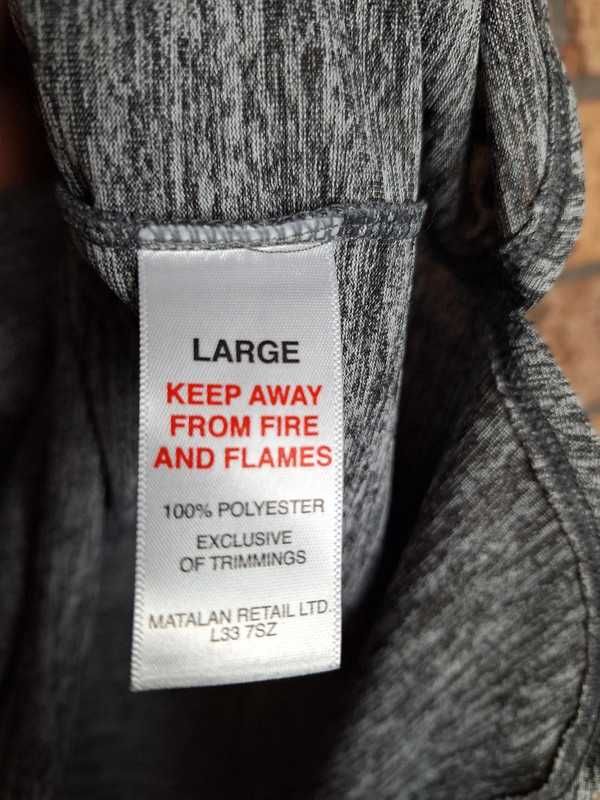 LARGE
KEEP AWAY
FROM FIRE
AND FLAMES
100% POLYESTER
EXCLUSIVE
OF TRIMMINGS
MATALAN RETAIL LTD.
L33 7SZ